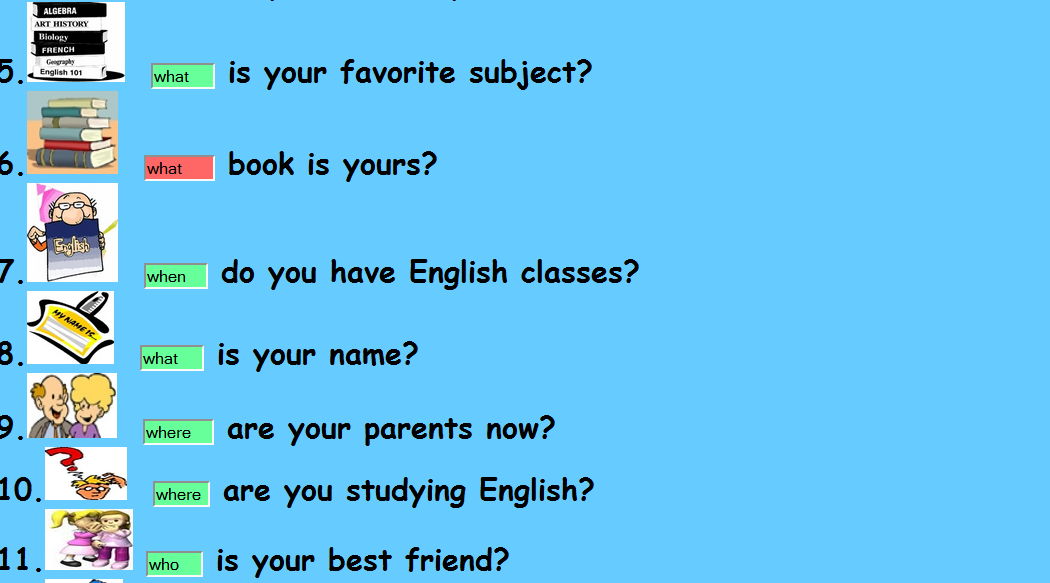 ALGEBRA
ART HISTORY
Biology
FRENCH
Geography
English 101
5. what is your favorite subject?
6. what book is yours?
English
7. when do you have English classes?
MY NAME IS...
8. what is your name?
9. where are your parents now?
10. where are you studying English?
11. who is your best friend?